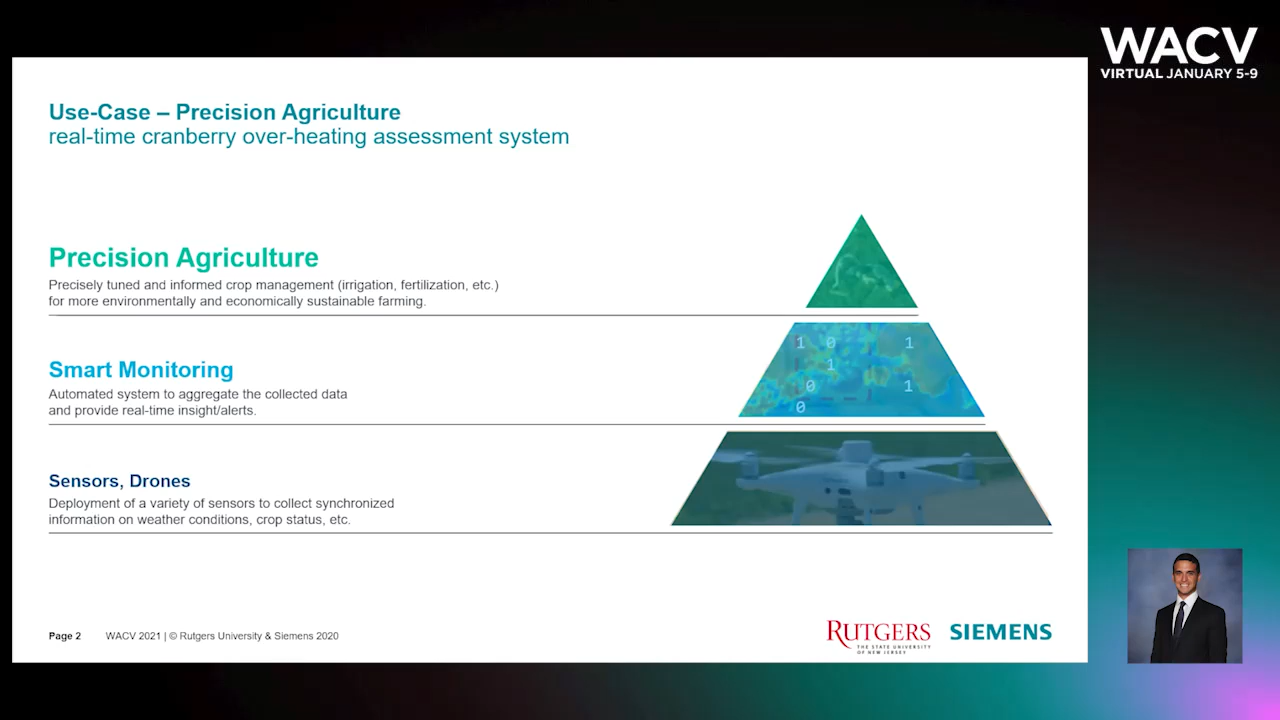 WACV
VIRTUAL JANUARY 5-9
Use-Case – Precision Agriculture
real-time cranberry over-heating assessment system
Precision Agriculture
Precisely tuned and informed crop management (irrigation, fertilization, etc.)
for more environmentally and economically sustainable farming.
Smart Monitoring
Automated system to aggregate the collected data
and provide real-time insight/alerts.
1 0 1
1
0 1
0
Sensors, Drones
Deployment of a variety of sensors to collect synchronized
information on weather conditions, crop status, etc.
Page 2 WACV 2021 | © Rutgers University & Siemens 2020
RUTGERS
THE STATE UNIVERSITY
OF NEW JERSEY
SIEMENS